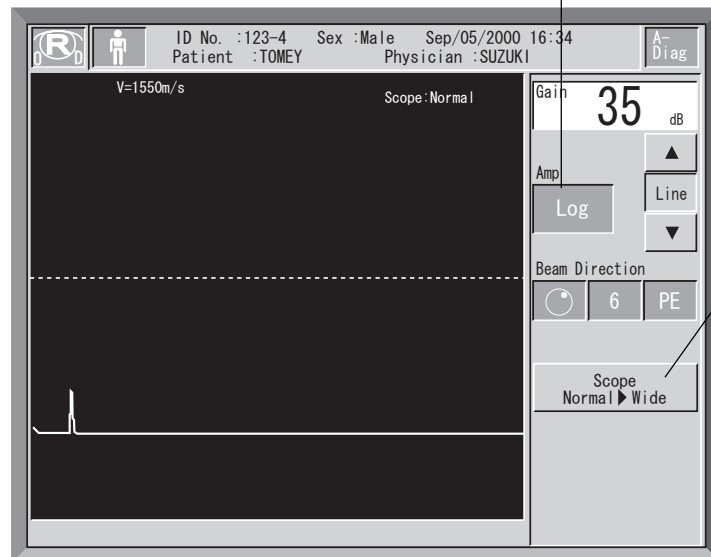 O R D
ID No. :123-4 Sex :Male Sep/05/2000 16:34
Patient :TOMEY Physician :SUZUKI
A-
Diag
V=1550m/s
Scope:Normal
Gain 35 dB
▲
Amp
Log
Line
▼
Beam Direction
6 PE
Scope
Normal▶Wide